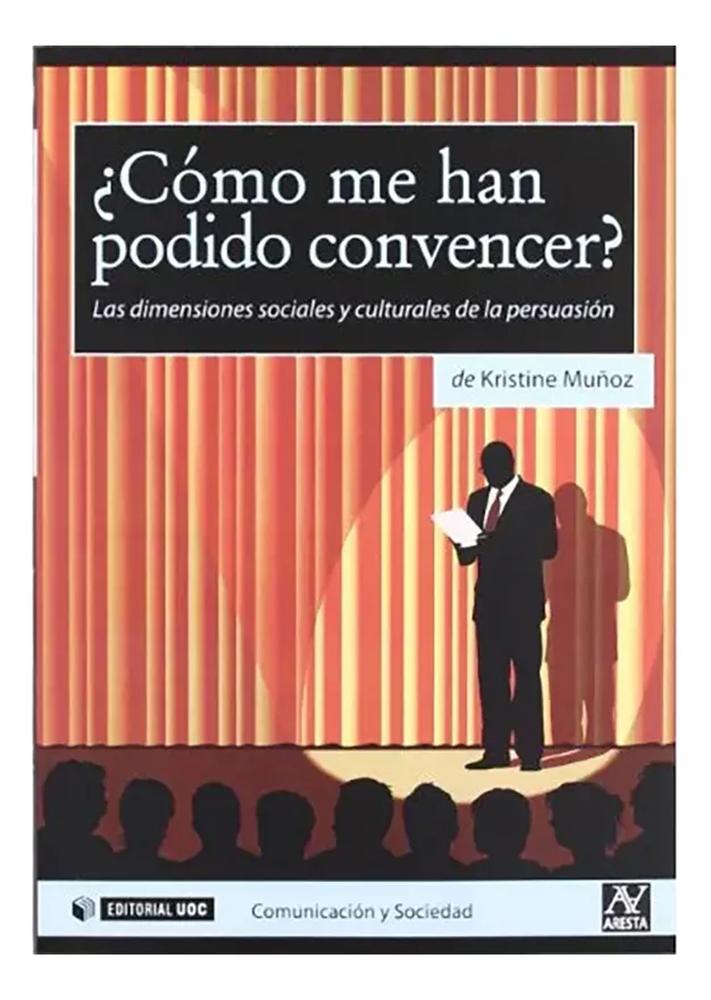 ¿Cómo me han
podido convencer?
Las dimensiones sociales y culturales de la persuasión
de Kristine Muñoz
EDITORIAL UOC
Comunicación y Sociedad
ARESTA